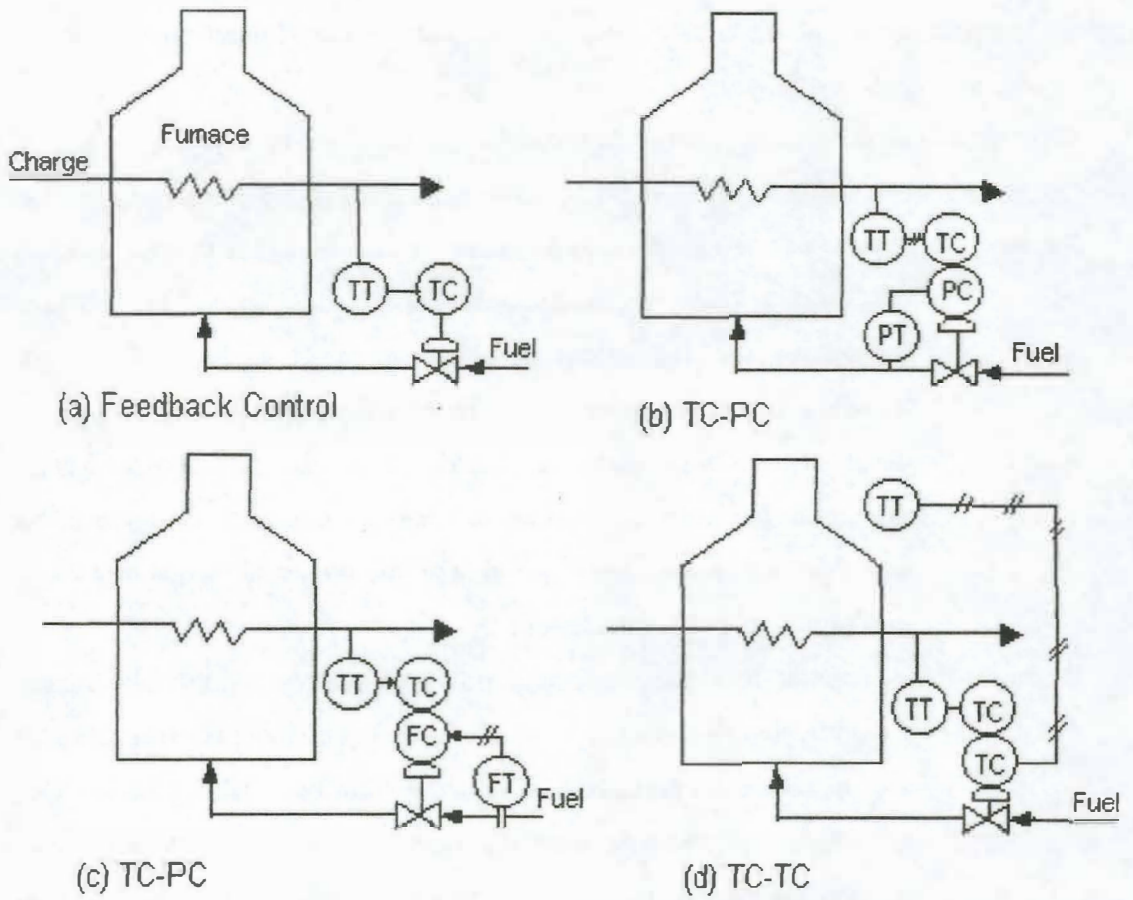 Furnace
Charge
TT
TC
Fuel
(a) Feedback Control
TT
TC
PC
PT
Fuel
(b) TC-PC
TT
TC
FC
FT
Fuel
(c) TC-PC
TT
TT
TC
TC
Fuel
(d) TC-TC